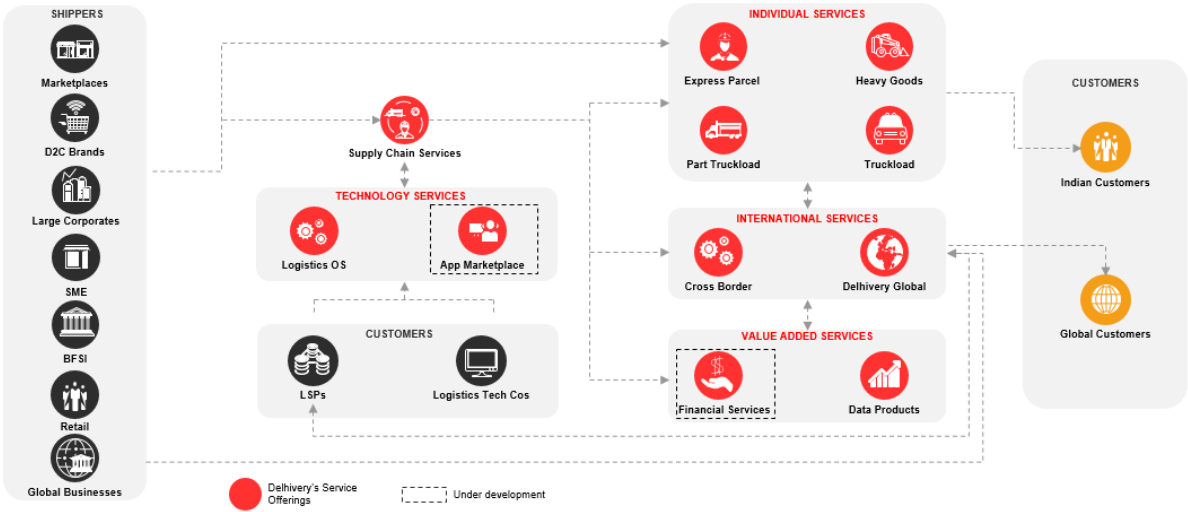 SHIPPERS
Marketplaces
D2C Brands
Large Corporates
SME
BFSI
Retail
Global Businesses
Supply Chain Services
TECHNOLOGY SERVICES
Logistics OS
App Marketplace
CUSTOMERS
LSPs
Logistics Tech Cos
INDIVIDUAL SERVICES
Express Parcel
Heavy Goods
Part Truckload
Truckload
INTERNATIONAL SERVICES
Cross Border
Delhivery Global
VALUE ADDED SERVICES
Financial Services
Data Products
CUSTOMERS
Indian Customers
Global Customers
Delhivery's Service
Offerings
Under development